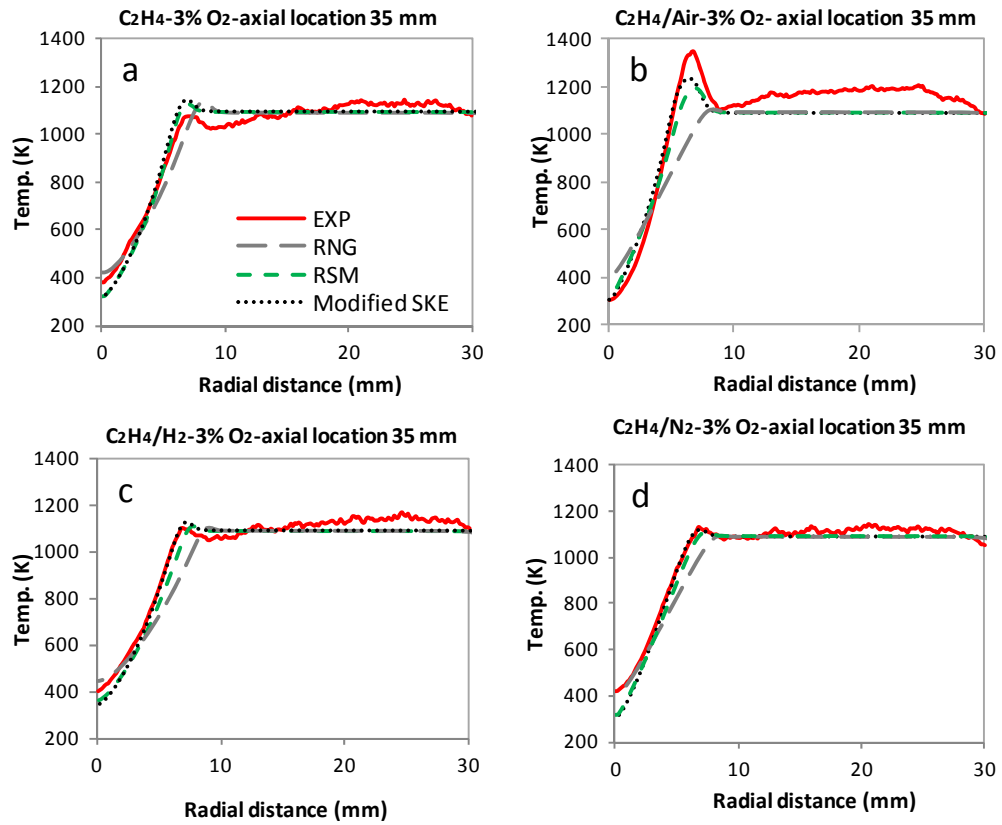 C2H4-3% O2-axial location 35 mm
1400
1200
1000
800
600
400
200
0
10
20
30
Temp. (K)
Radial distance (mm)
a
EXP
RNG
RSM
Modified SKE
C2H4/Air-3% O2- axial location 35 mm
1400
1200
1000
800
600
400
200
0
10
20
30
Temp. (K)
Radial distance (mm)
b
C2H4/H2-3% O2-axial location 35 mm
1400
1200
1000
800
600
400
200
0
10
20
30
Temp. (K)
Radial distance (mm)
c
C2H4/N2-3% O2-axial location 35 mm
1400
1200
1000
800
600
400
200
0
10
20
30
Temp. (K)
Radial distance (mm)
d